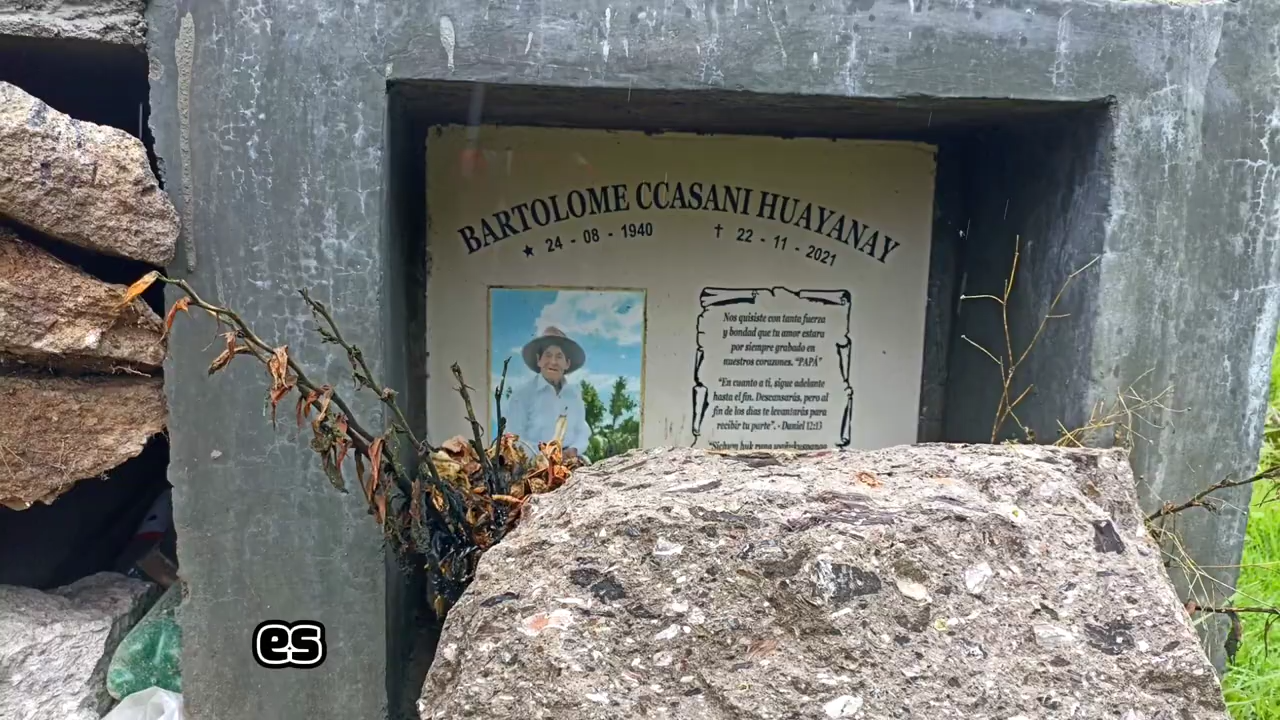 BARTOLOME CCASANI HUAYANAY
★ 24 - 08 - 1940 ✝ 22 - 11 - 2021
Nos quisiste con tanta fuerza
y bondad que tu amor estara
por siempre grabado en
nuestros corazones. “PAPÁ”
“En cuanto a ti, sigue adelante
hasta el fin. Descansarás, pero al
fin de los días te levantarás para
recibir tu parte”. - Daniel 12:13
es